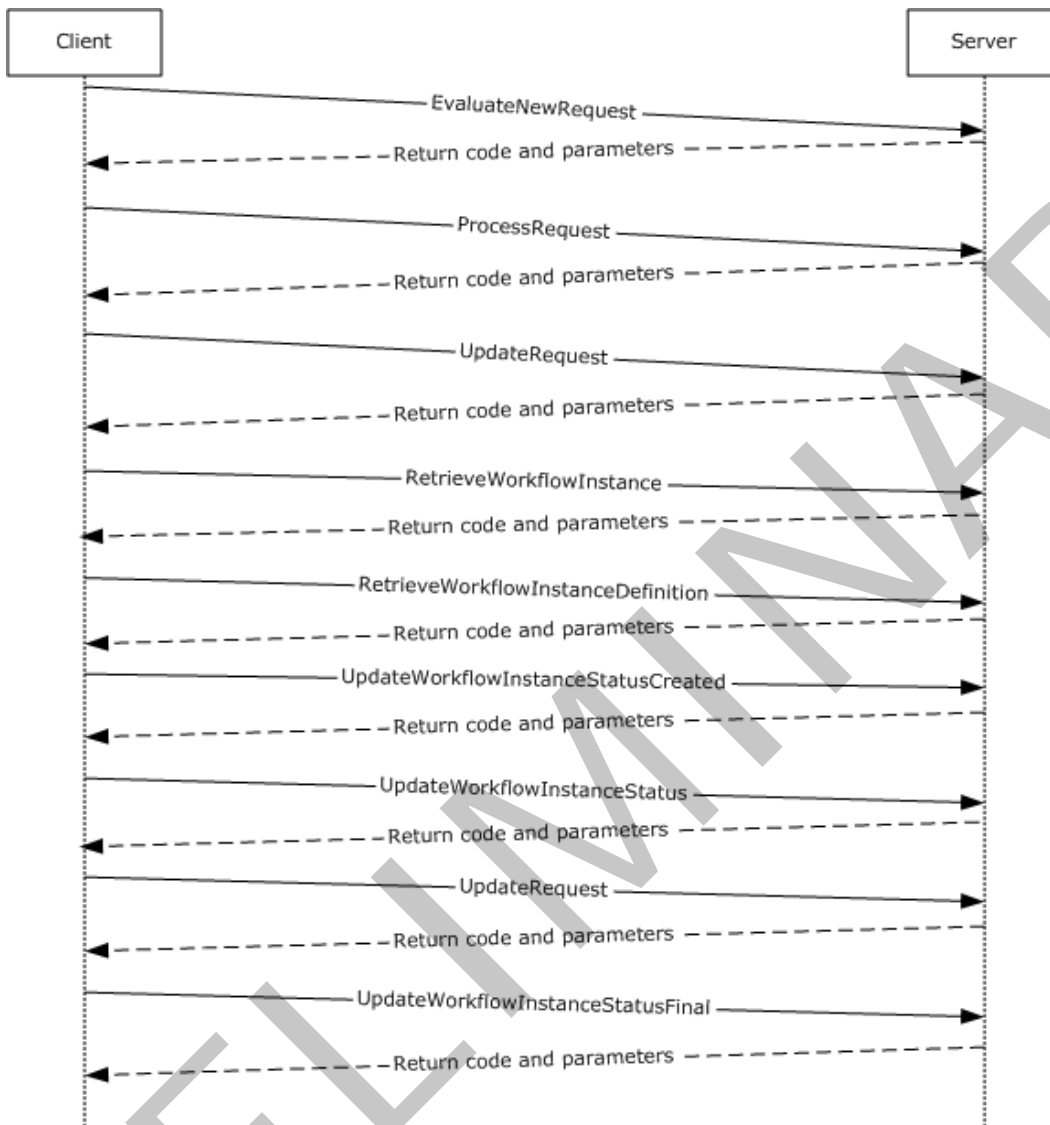 Client
Server
EvaluateNewRequest
Return code and parameters
ProcessRequest
Return code and parameters
UpdateRequest
Return code and parameters
RetrieveWorkflowInstance
Return code and parameters
RetrieveWorkflowInstanceDefinition
Return code and parameters
UpdateWorkflowInstanceStatusCreated
Return code and parameters
UpdateWorkflowInstanceStatus
Return code and parameters
UpdateRequest
Return code and parameters
UpdateWorkflowInstanceStatusFinal
Return code and parameters
ELIMINA